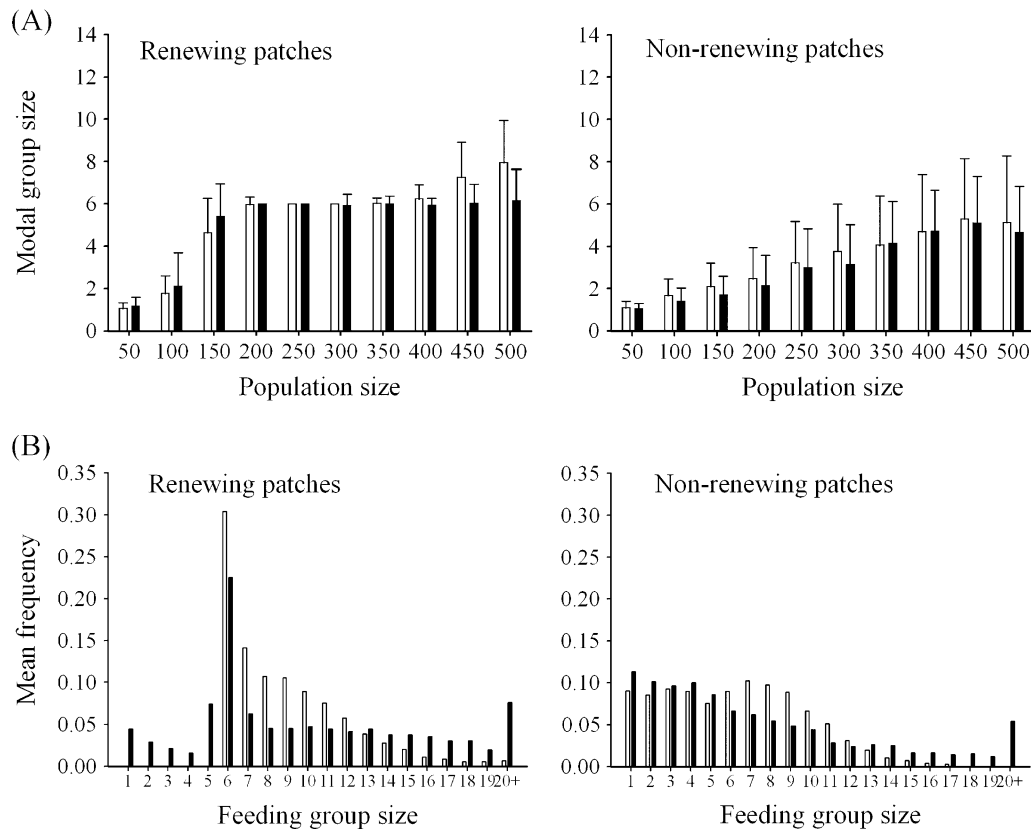 (A)
Renewing patches
Non-renewing patches
Modal group size
14
12
10
8
6
4
2
0
50 100 150 200 250 300 350 400 450 500
Population size
14
12
10
8
6
4
2
0
50 100 150 200 250 300 350 400 450 500
Population size
(B)
Renewing patches
Non-renewing patches
Mean frequency
0.35
0.30
0.25
0.20
0.15
0.10
0.05
0.00
1 2 3 4 5 6 7 8 9 10 11 12 13 14 15 16 17 18 19 20+
Feeding group size
0.35
0.30
0.25
0.20
0.15
0.10
0.05
0.00
1 2 3 4 5 6 7 8 9 10 11 12 13 14 15 16 17 18 19 20+
Feeding group size